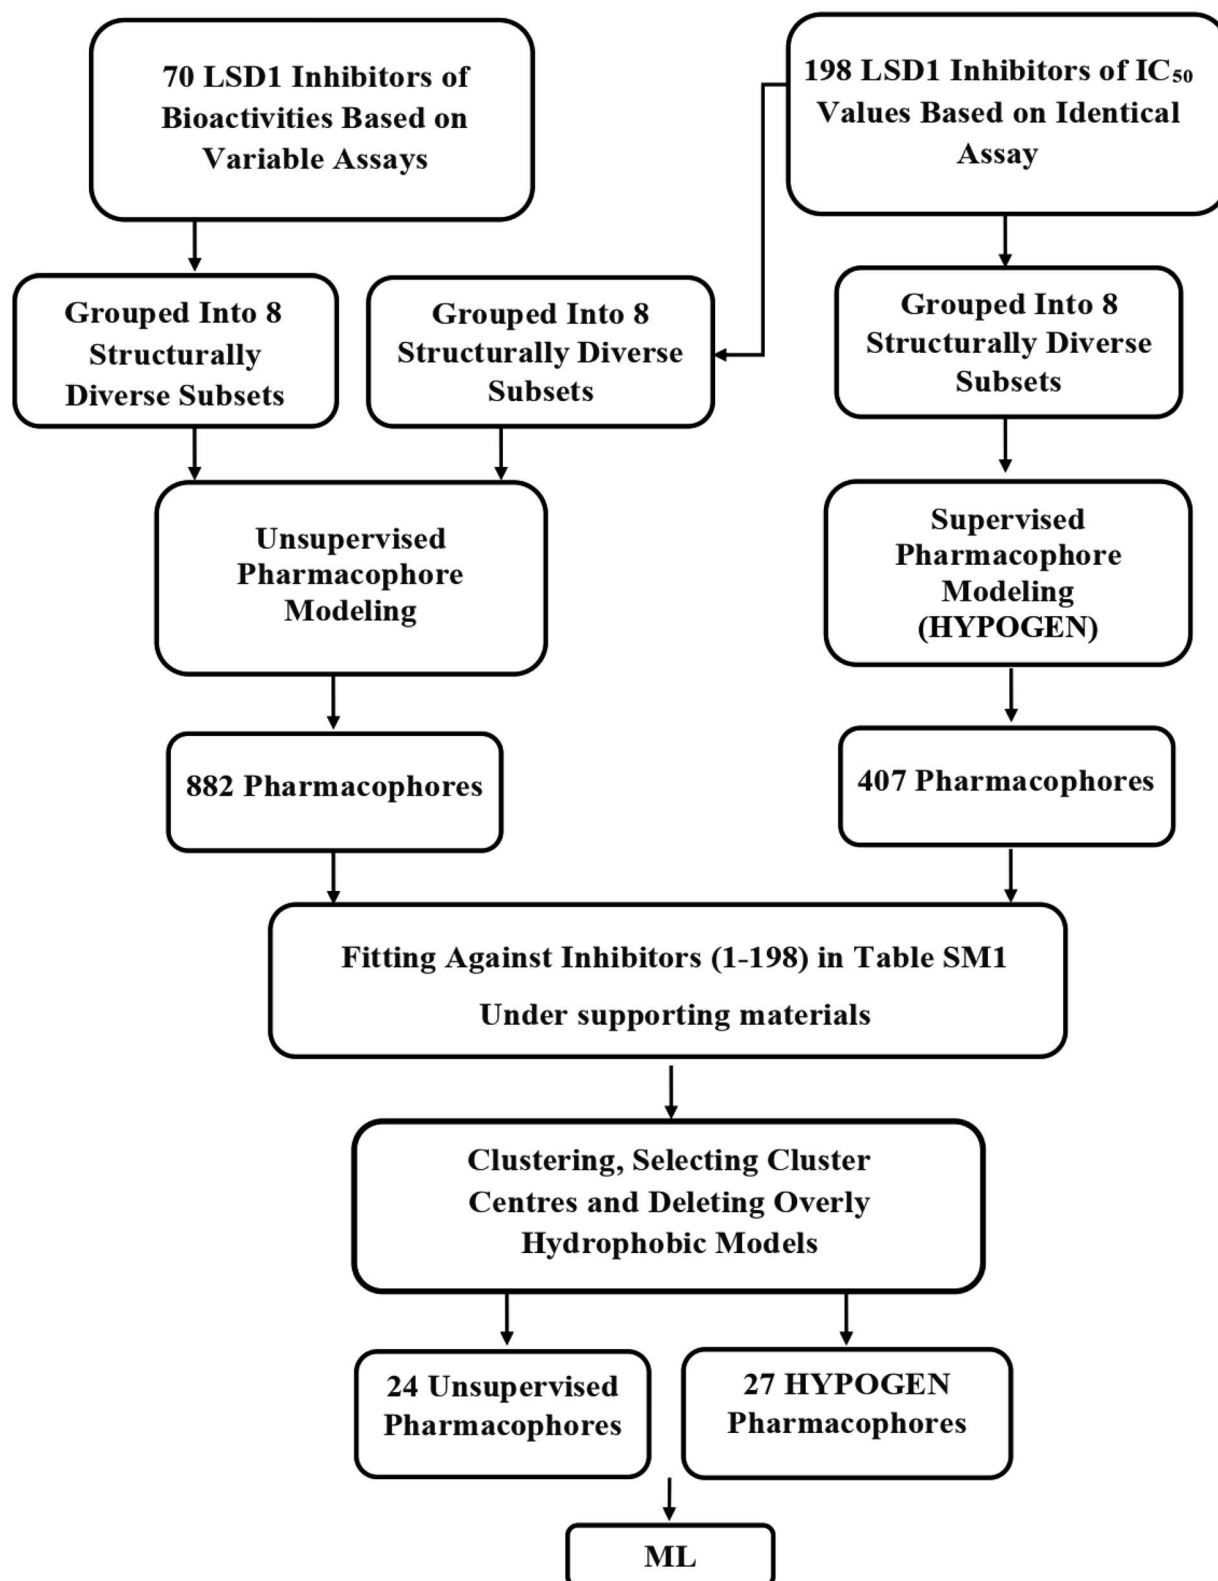 70 LSD1 Inhibitors of
Bioactivities Based on
Variable Assays
198 LSD1 Inhibitors of IC₅₀
Values Based on Identical
Assay
Grouped Into 8
Structurally
Diverse Subsets
Grouped Into 8
Structurally Diverse
Subsets
Grouped Into 8
Structurally Diverse
Subsets
Unsupervised
Pharmacophore
Modeling
Supervised
Pharmacophore
Modeling
(HYPOGEN)
882 Pharmacophores
407 Pharmacophores
Fitting Against Inhibitors (1-198) in Table SM1
Under supporting materials
Clustering, Selecting Cluster
Centres and Deleting Overly
Hydrophobic Models
24 Unsupervised
Pharmacophores
27 HYPOGEN
Pharmacophores
ML